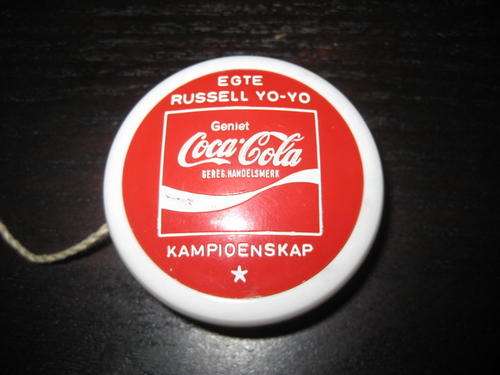 EGTE
RUSSELL YO-YO
Geniet
Coca-Cola
GEREG. HANDELSMERK
KAMPIOENSKAP